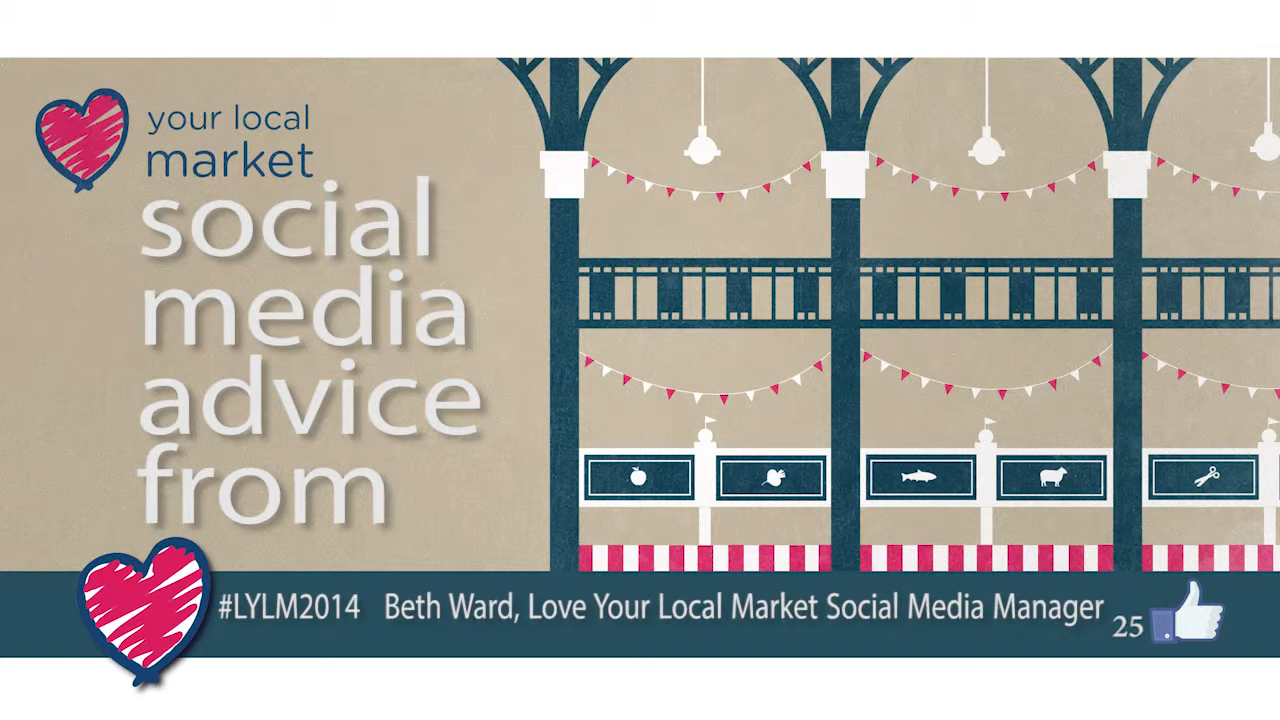 your local
market
social
media
advice
from
#LYLM2014 Beth Ward, Love Your Local Market Social Media Manager
25